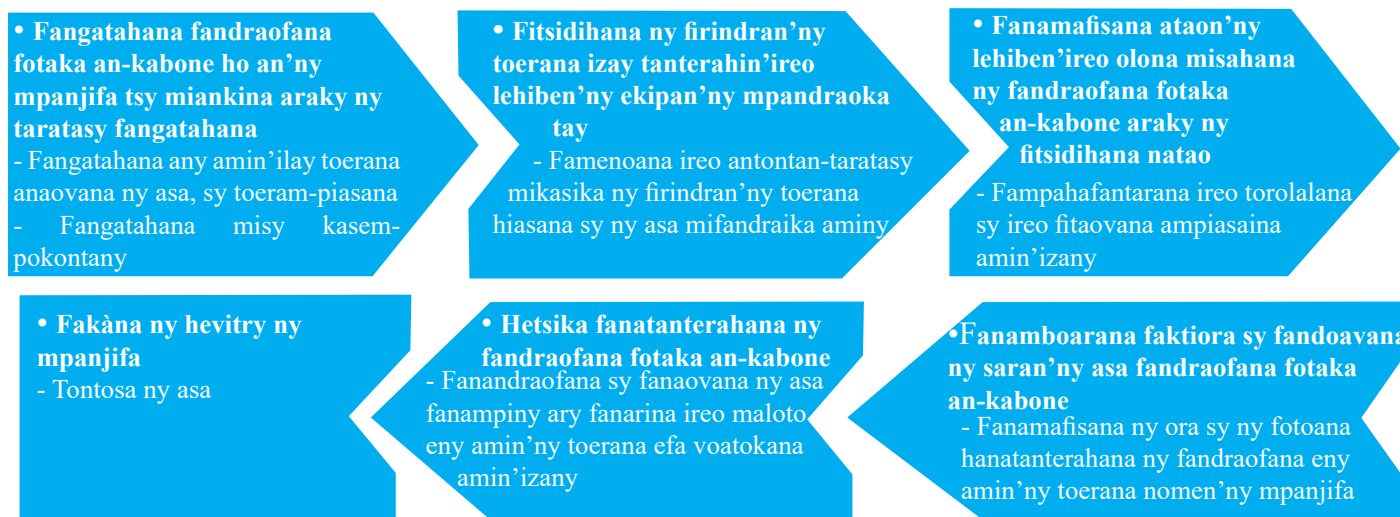 • Fangatahana fandraofana
fotaka an-kabone ho an’ny
mpanjifa tsy miankina araky ny
taratasy fangatahana
- Fangatahana any amin’ilay toerana
anaovana ny asa, sy toeram-piasana
- Fangatahana misy kasem-
pokontany
• Fitsidihana ny firindran’ny
toerana izay tanterahin’ireo
lehiben’ny ekipan’ny mpandraoka
tay
- Famenoana ireo antontan-taratasy
mikasika ny firindran’ny toerana
hiasana sy ny asa mifandraika aminy
• Fanamafisana ataon’ny
lehiben’ireo olona misahana
ny fandraofana fotaka
an-kabone araky ny
fitsidihana natao
- Fampahafantarana ireo torolalana
sy ireo fitaovana ampiasaina
amin’izany
• Fakàna ny hevitry ny
mpanjifa
- Tontosa ny asa
• Hetsika fanatanterahana ny
fandraofana fotaka an-kabone
- Fanandraofana sy fanaovana ny asa
fanampiny ary fanarina ireo maloto
eny amin’ny toerana efa voatokana
amin’izany
•Fanamboarana faktiora sy fandoavana
ny saran’ny asa fandraofana fotaka
an-kabone
- Fanamafisana ny ora sy ny fotoana
hanatanterahana ny fandraofana eny
amin’ny toerana nomen’ny mpanjifa